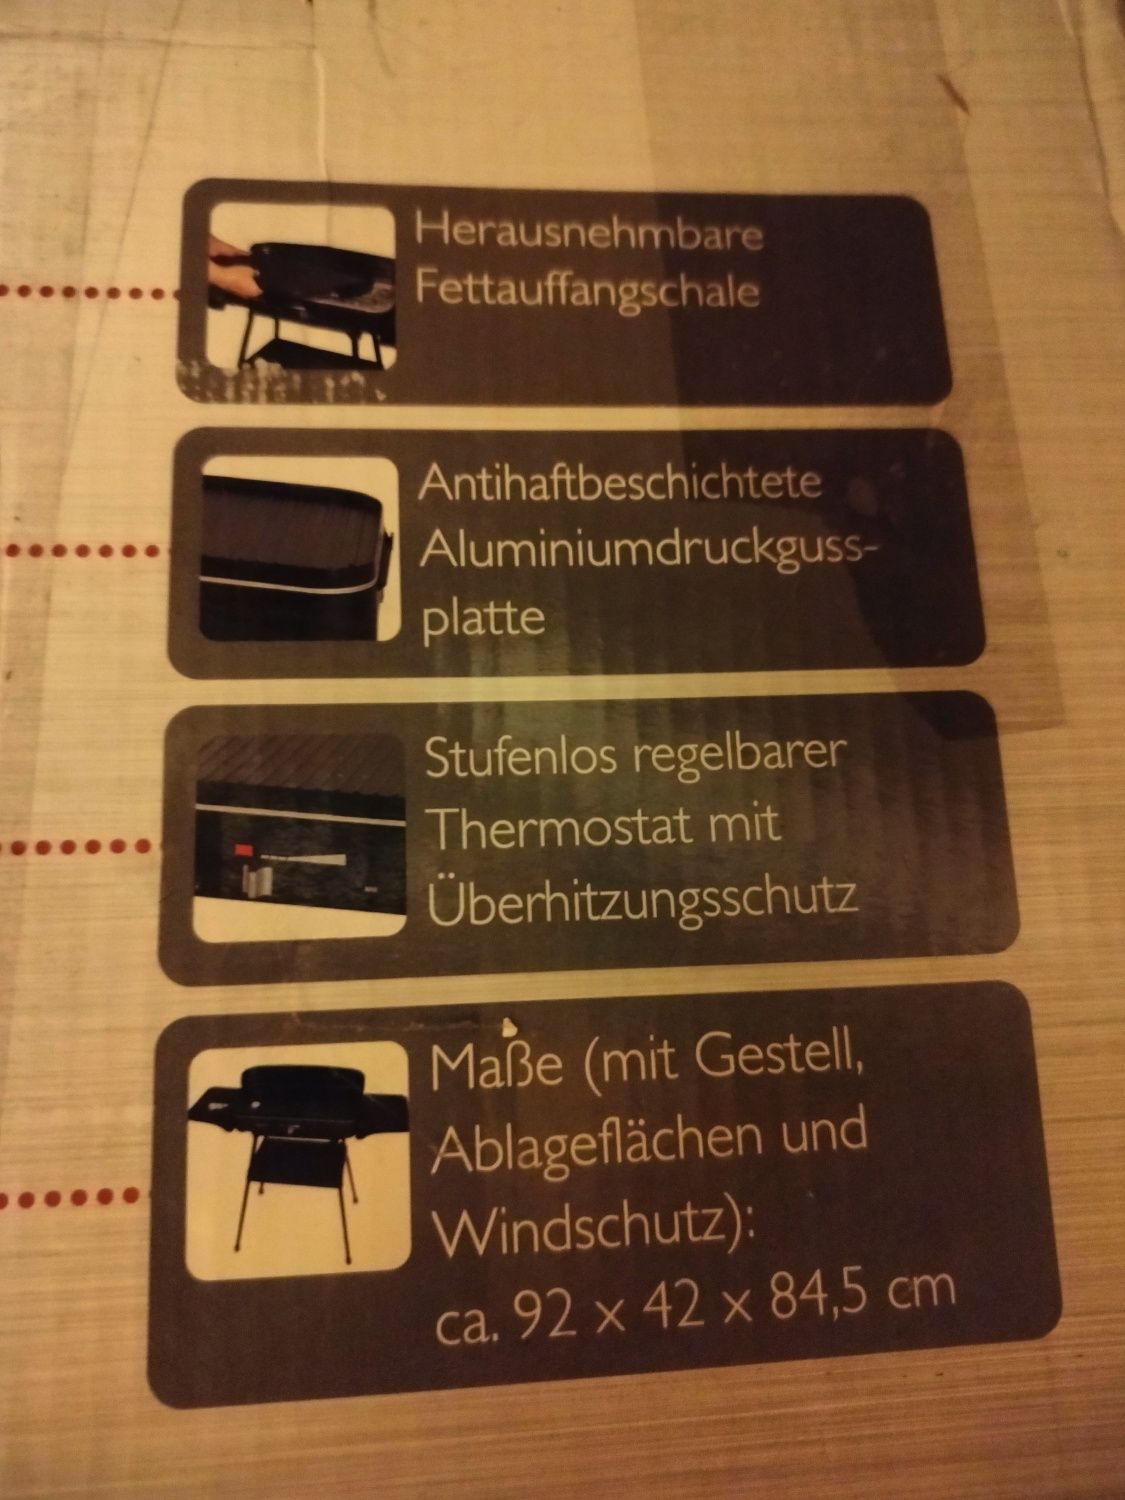 Herausnehmbare
Fettauffangschale
Antihaftbeschichtete
Aluminiumdruckguss-
platte
Stufenlos regelbarer
Thermostat mit
Überhitzungsschutz
Maße (mit Gestell,
Ablageflächen und
Windschutz):
ca. 92 x 42 x 84,5 cm